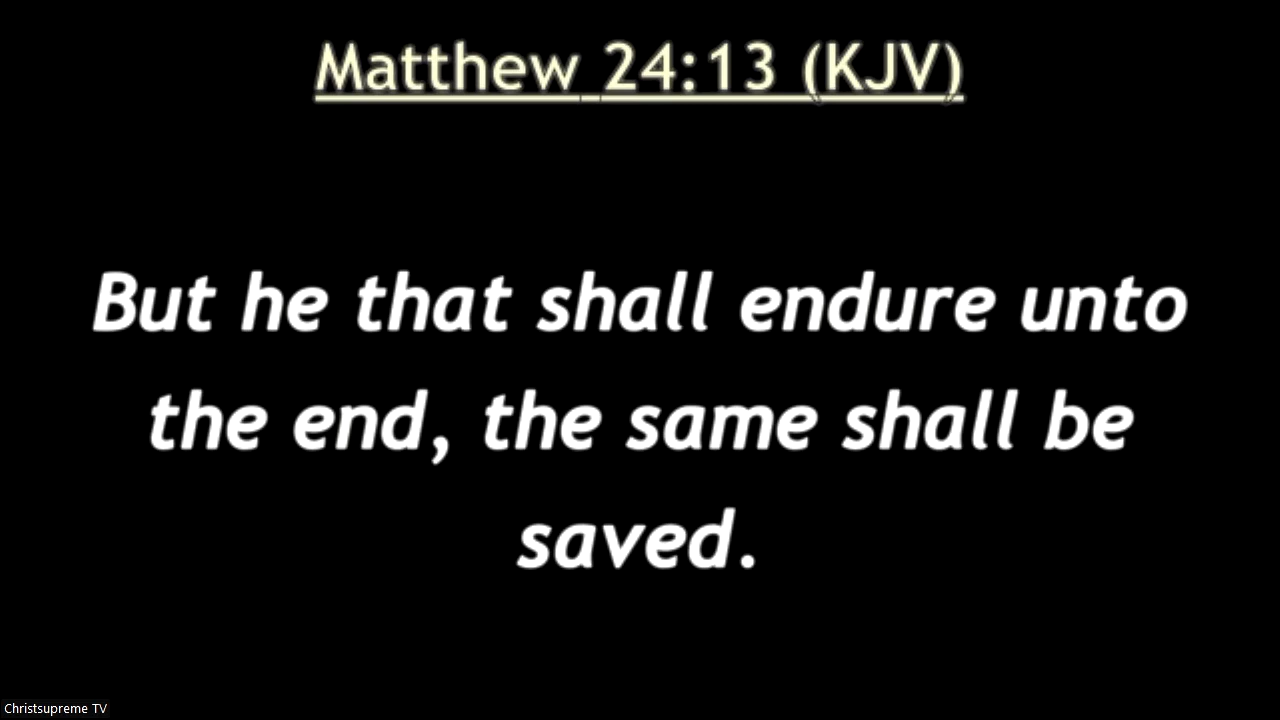 Matthew 24:13 (KJV)
But he that shall endure unto
the end, the same shall be
saved.
Christsupreme TV